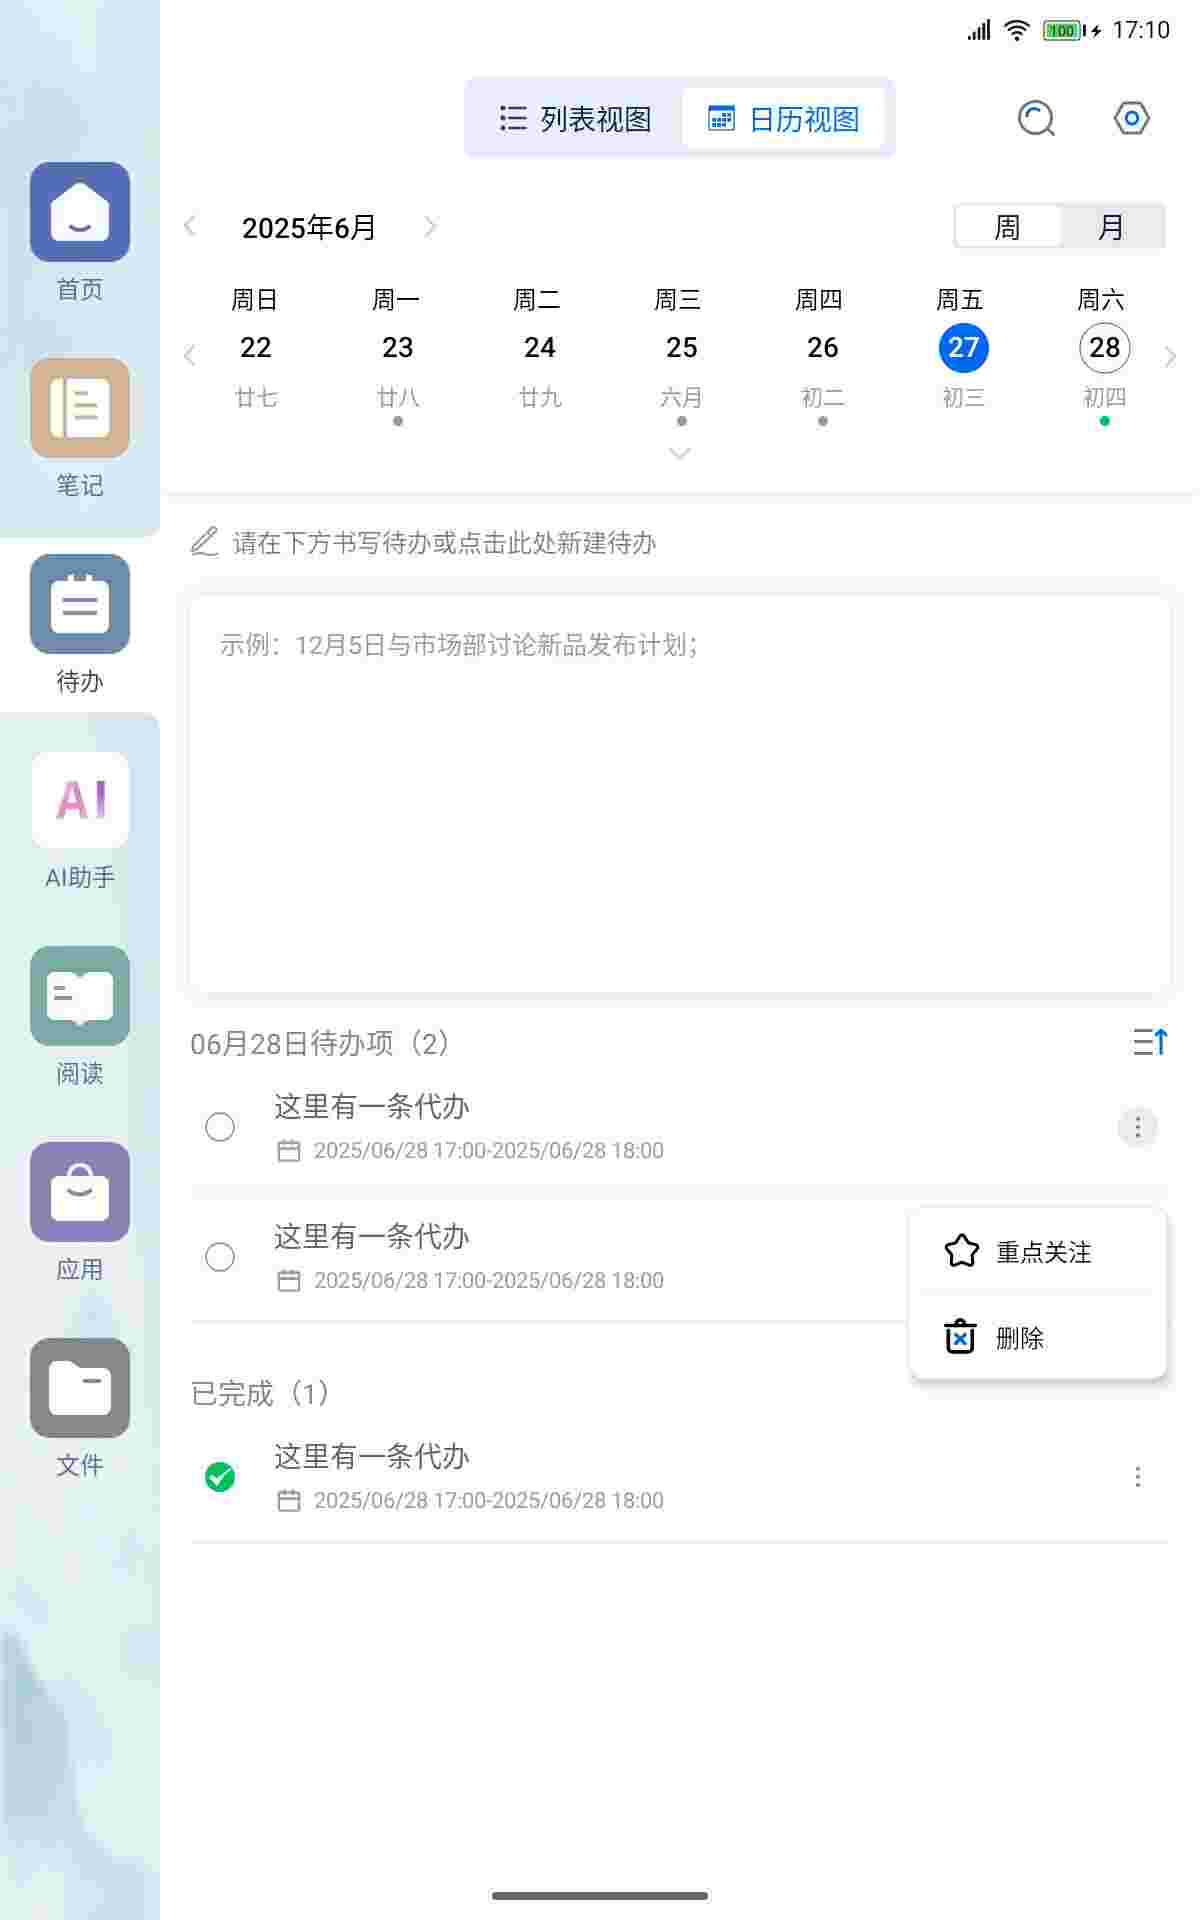 100 17:10
列表视图 日历视图
2025年6月 周 月
周日 周一 周二 周三 周四 周五 周六
22 23 24 25 26 27 28
廿七 廿八 廿九 六月 初二 初三 初四
请在下方书写待办或点击此处新建待办
示例：12月5日与市场部讨论新品发布计划；
06月28日待办项（2）
这里有一条代办
2025/06/28 17:00-2025/06/28 18:00
这里有一条代办
2025/06/28 17:00-2025/06/28 18:00
重点关注
删除
已完成（1）
这里有一条代办
2025/06/28 17:00-2025/06/28 18:00
首页
笔记
待办
AI
AI助手
阅读
应用
文件